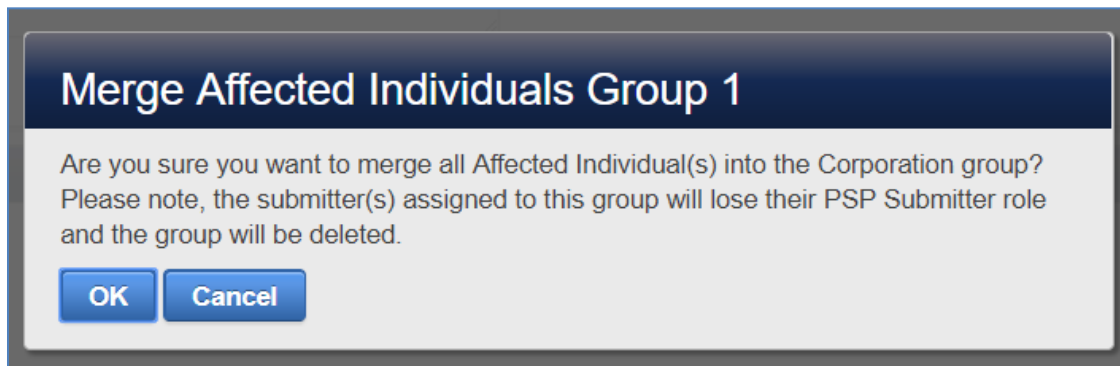 Merge Affected Individuals Group 1
Are you sure you want to merge all Affected Individual(s) into the Corporation group?
Please note, the submitter(s) assigned to this group will lose their PSP Submitter role
and the group will be deleted.
OK Cancel